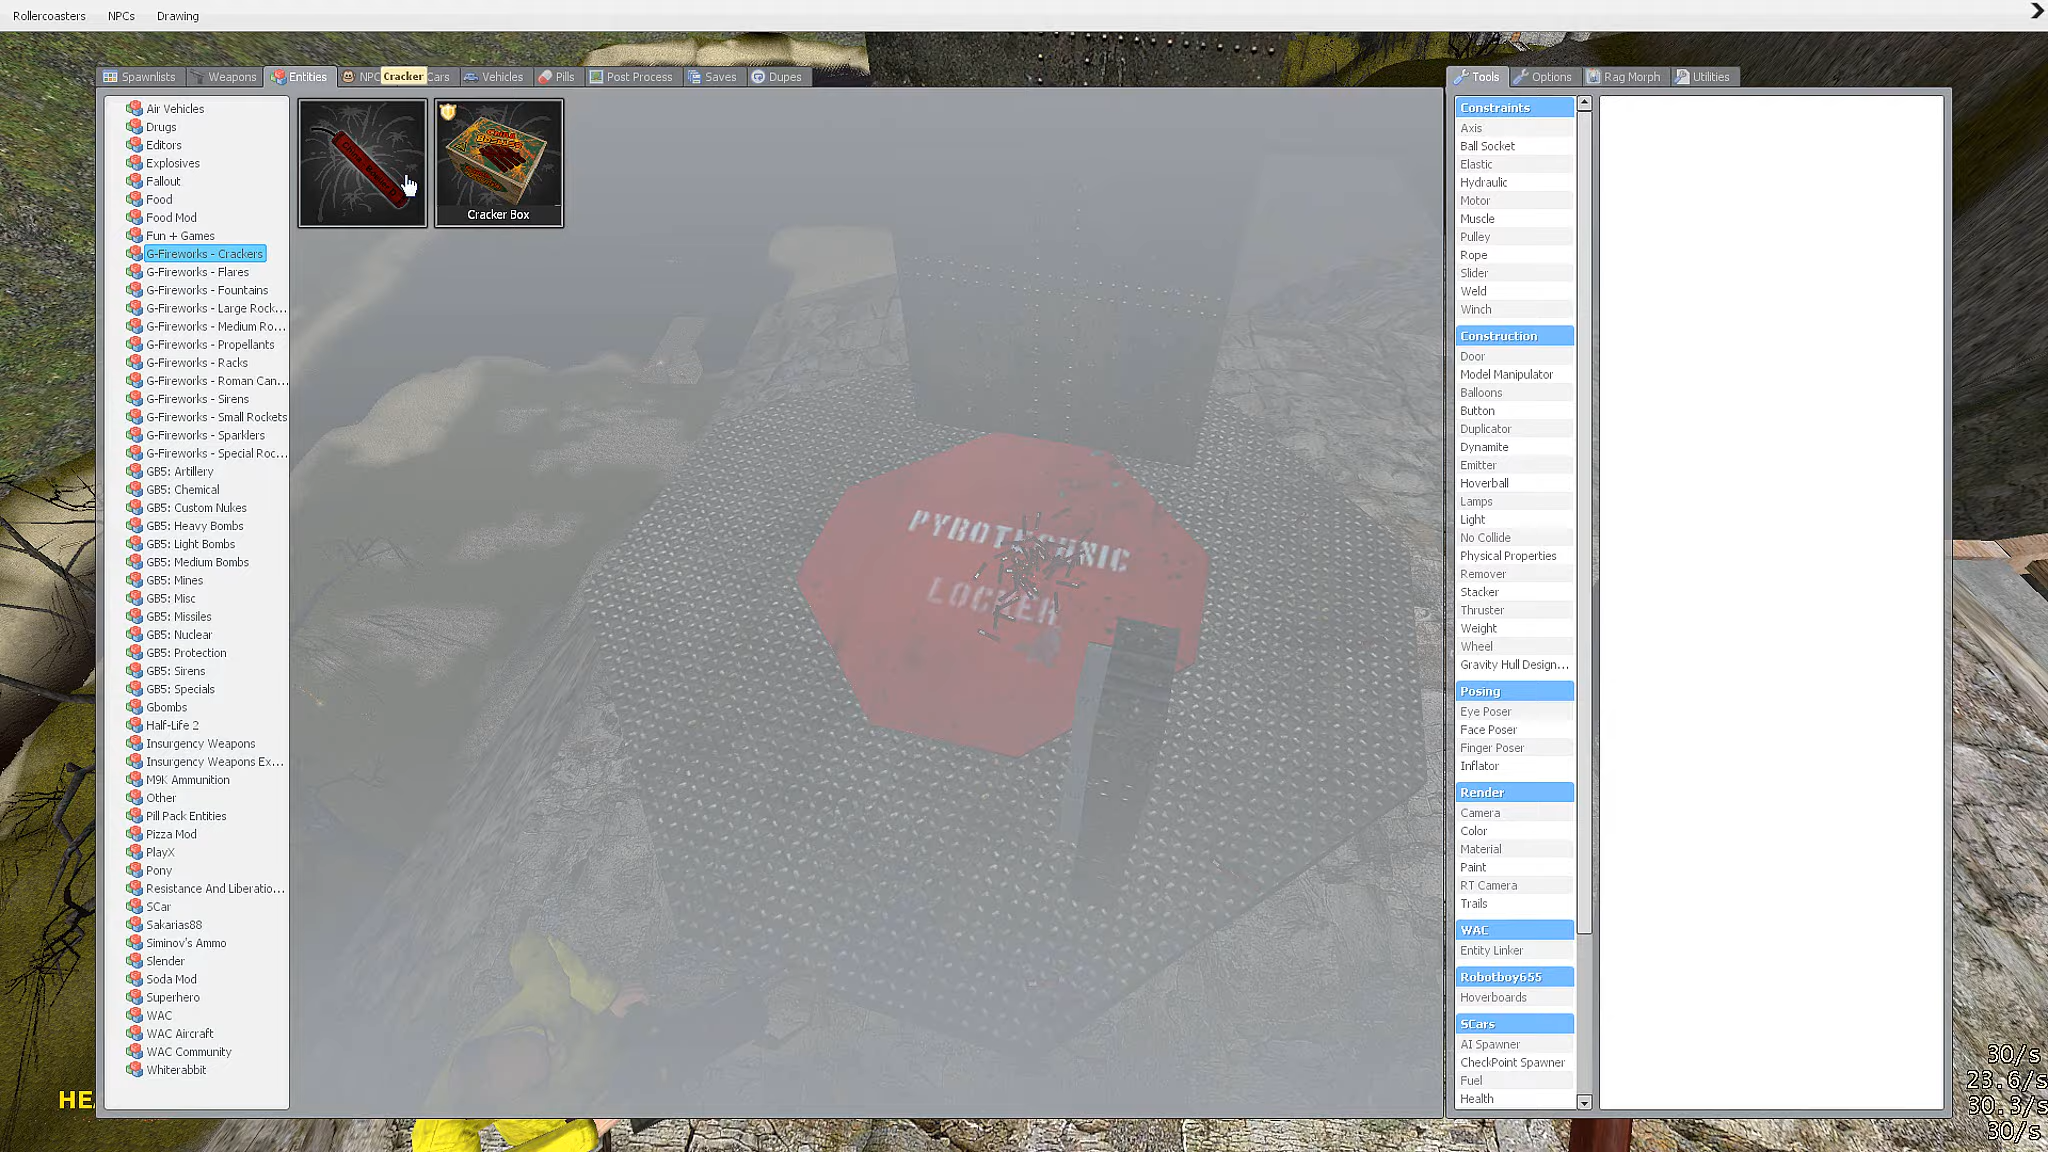 Rollercoasters NPCs Drawing
Spawnlists Weapons Entities NPC Cracker Cars Vehicles Pills Post Process Saves Dupes
Tools Options Rag Morph Utilities
Air Vehicles
Drugs
Editors
Explosives
Fallout
Food
Food Mod
Fun + Games
G-Fireworks - Crackers
G-Fireworks - Flares
G-Fireworks - Fountains
G-Fireworks - Large Rock...
G-Fireworks - Medium Ro...
G-Fireworks - Propellants
G-Fireworks - Racks
G-Fireworks - Roman Can...
G-Fireworks - Sirens
G-Fireworks - Small Rockets
G-Fireworks - Sparklers
G-Fireworks - Special Roc...
GB5: Artillery
GB5: Chemical
GB5: Custom Nukes
GB5: Heavy Bombs
GB5: Light Bombs
GB5: Medium Bombs
GB5: Mines
GB5: Misc
GB5: Missiles
GB5: Nuclear
GB5: Protection
GB5: Sirens
GB5: Specials
Gbombs
Half-Life 2
Insurgency Weapons
Insurgency Weapons Ex...
M9K Ammunition
Other
Pill Pack Entities
Pizza Mod
PlayX
Pony
Resistance And Liberatio...
SCar
Sakarias88
Siminov's Ammo
Slender
Soda Mod
Superhero
WAC
WAC Aircraft
WAC Community
Whiterabbit
Cracker Box
PYROTECHNIC
LOCKER
Constraints
Axis
Ball Socket
Elastic
Hydraulic
Motor
Muscle
Pulley
Rope
Slider
Weld
Winch
Construction
Door
Model Manipulator
Balloons
Button
Duplicator
Dynamite
Emitter
Hoverball
Lamps
Light
No Collide
Physical Properties
Remover
Stacker
Thruster
Weight
Wheel
Gravity Hull Design...
Posing
Eye Poser
Face Poser
Finger Poser
Inflator
Render
Camera
Color
Material
Paint
RT Camera
Trails
WAC
Entity Linker
Robotboy655
Hoverboards
SCars
AI Spawner
CheckPoint Spawner
Fuel
Health
HEA
30/s
23.6/s
30.3/s
30/s